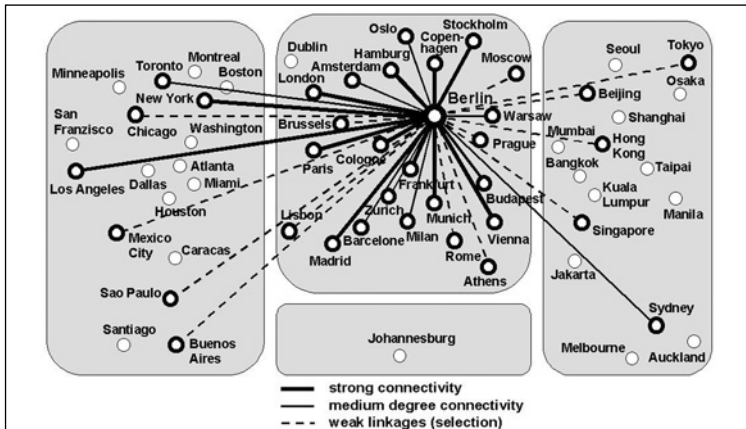 Montreal
Toronto
Minneapolis
Boston
New York
San
Franzisco
Chicago
Washington
Los Angeles
Atlanta
Dallas
Miami
Houston
Mexico
City
Caracas
Sao Paulo
Santiago
Buenos
Aires
Oslo
Stockholm
Copen-
hagen
Dublin
Hamburg
Moscow
Amsterdam
London
Berlin
Brussels
Warsaw
Cologne
Prague
Paris
Frankfurt
Budapest
Zurich
Lisbon
Munich
Vienna
Barcelone
Milan
Madrid
Rome
Athens
Johannesburg
Seoul
Tokyo
Beijing
Osaka
Shanghai
Mumbai
Hong
Kong
Bangkok
Taipai
Kuala
Lumpur
Manila
Singapore
Jakarta
Sydney
Melbourne
Auckland
strong connectivity
medium degree connectivity
weak linkages (selection)